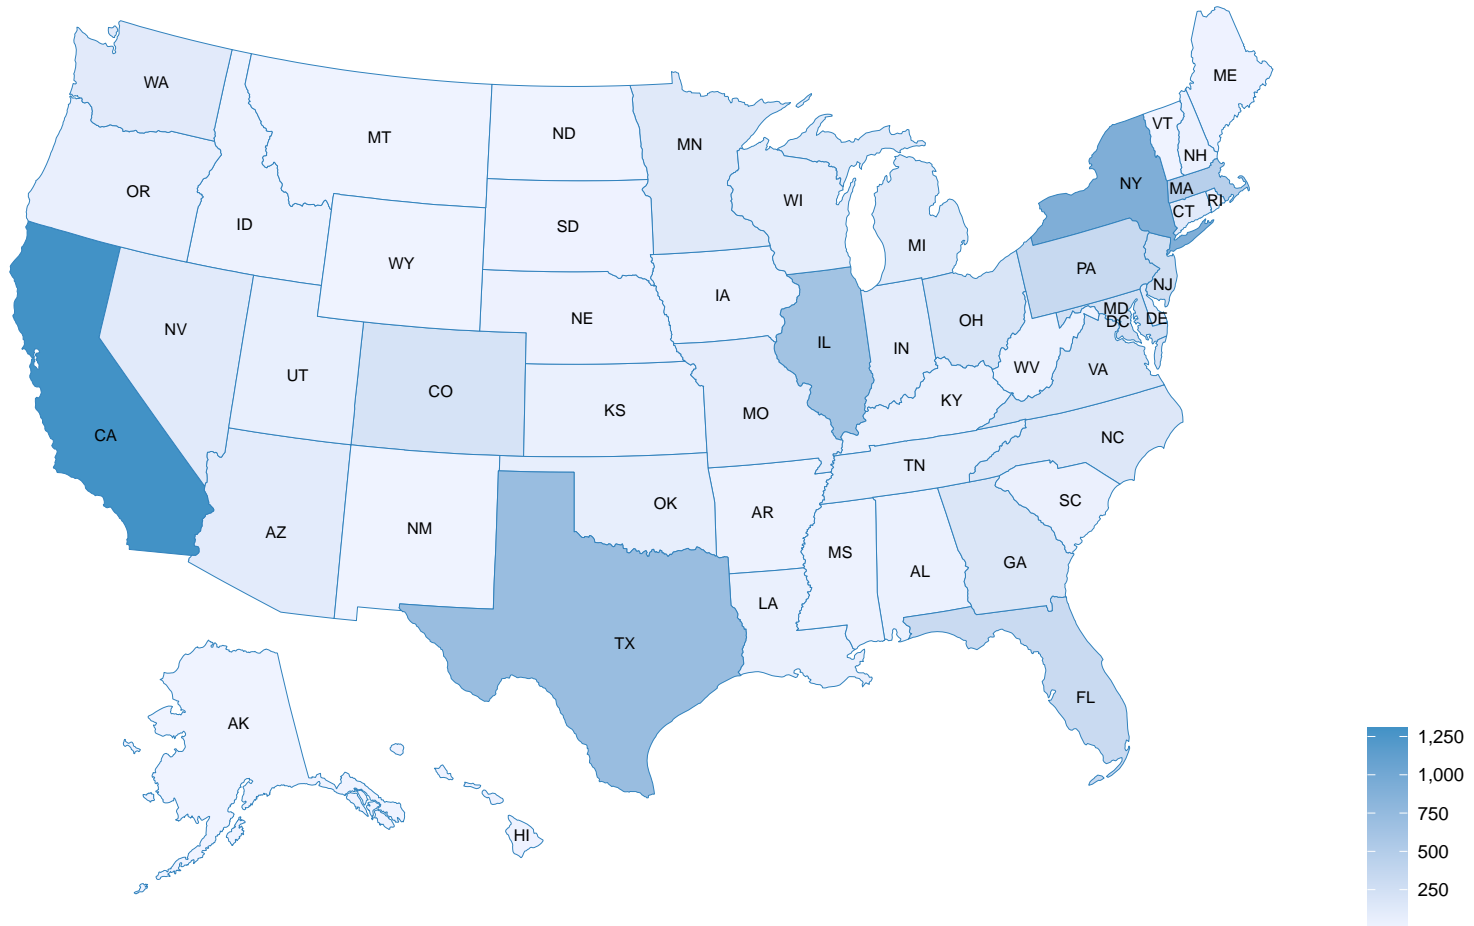 ME
WA
VT
ND
MT
MN
NH
NY
MA
OR
WI
RI
CT
ID
SD
MI
WY
PA
NJ
IA
MD
NE
DE
DC
OH
NV
IL
IN
WV
VA
UT
CO
KY
KS
MO
CA
NC
TN
SC
OK
AR
NM
AZ
MS
GA
AL
LA
TX
FL
AK
HI
1,250
1,000
750
500
250